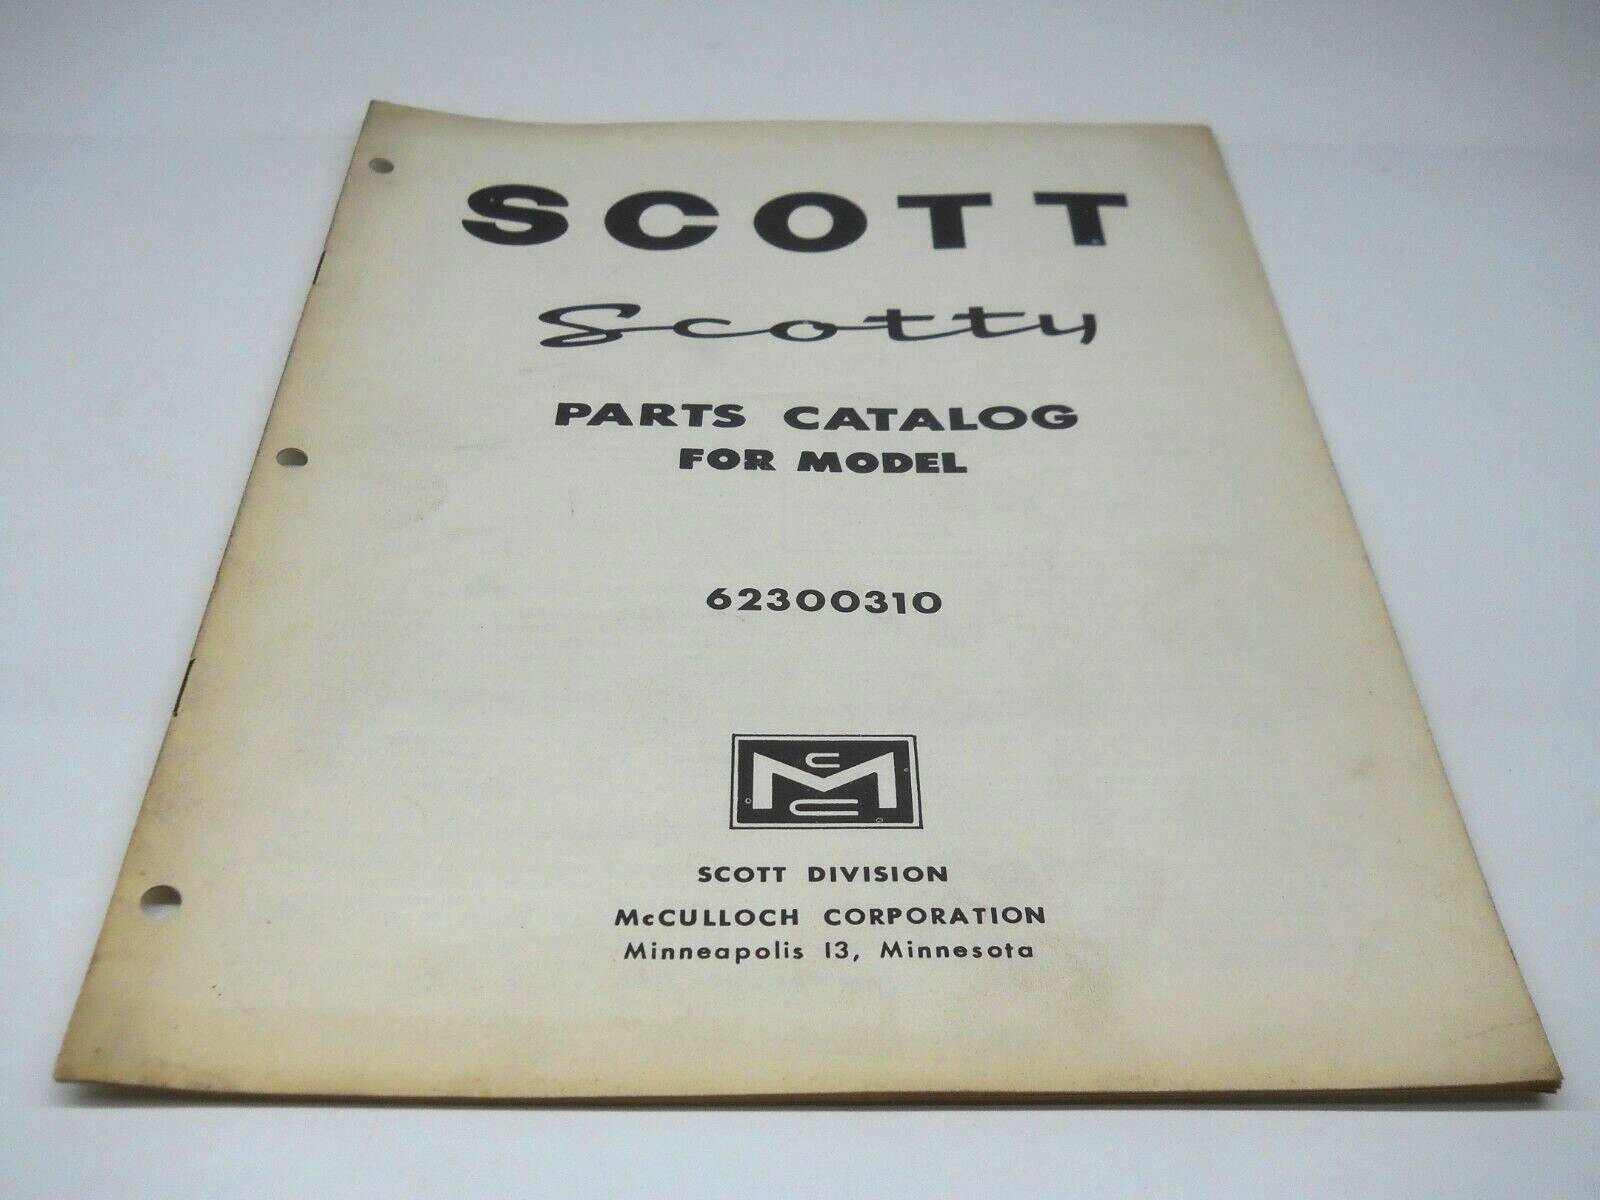 SCOTT
Scotty
PARTS CATALOG
FOR MODEL
62300310
McC
SCOTT DIVISION
McCULLOCH CORPORATION
Minneapolis 13, Minnesota